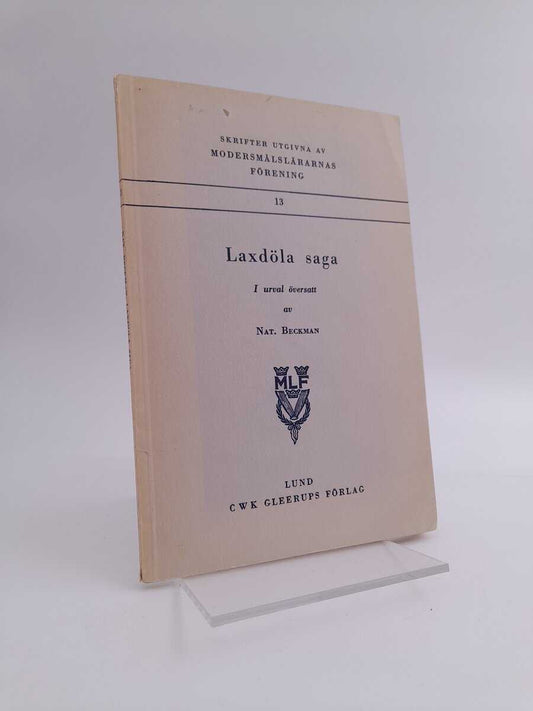 SKRIFTER UTGIVNA AV
MODERSMÅLSLÄRARNAS
FÖRENING
13
Laxdöla saga
I urval översatt
av
NAT. BECKMAN
MLF
LUND
CWK GLEERUPS FÖRLAG